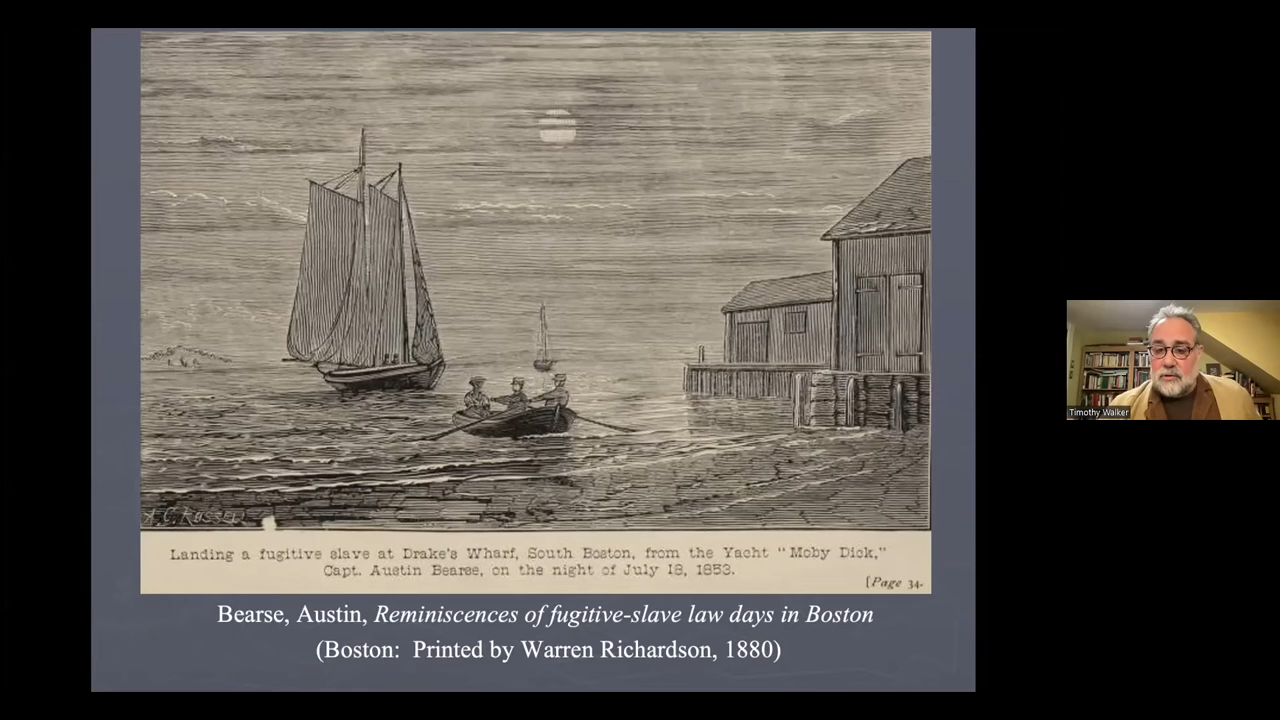 A. C. Russell
Landing a fugitive slave at Drake's Wharf, South Boston, from the Yacht "Moby Dick,"
Capt. Austin Bearse, on the night of July 18, 1853.
[Page 34.
Bearse, Austin, Reminiscences of fugitive-slave law days in Boston
(Boston: Printed by Warren Richardson, 1880)
Timothy Walker